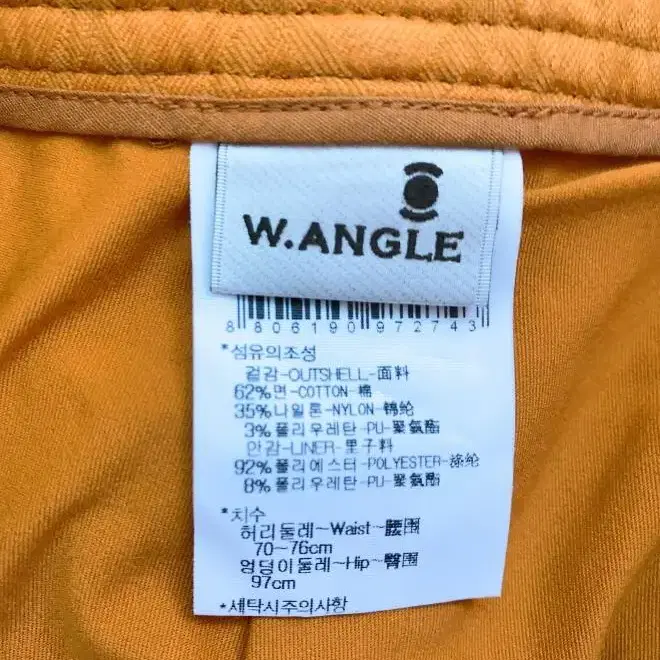 W.ANGLE
8 806190 972743
*섬유의조성
겉감-OUTSHELL-面料
62%면-COTTON-棉
35%나일론-NYLON-锦纶
3%폴리우레탄-PU-聚氨酯
안감-LINER-里子料
92%폴리에스터-POLYESTER-涤纶
8%폴리우레탄-PU-聚氨酯
*치수
허리둘레~Waist~腰围
70~76cm
엉덩이둘레~Hip~臀围
97cm
*세탁시주의사항